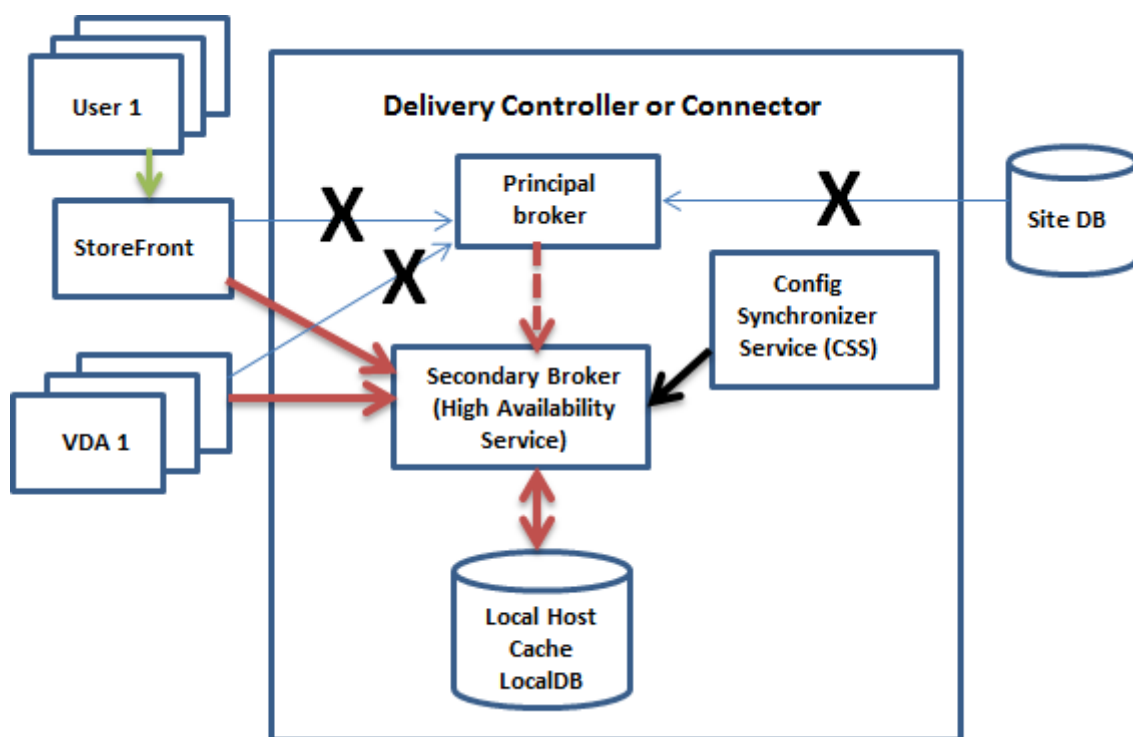 User 1
Delivery Controller or Connector
Principal
broker
X
X
X
StoreFront
Site DB
Config
Synchronizer
Service (CSS)
Secondary Broker
(High Availability
Service)
VDA 1
Local Host
Cache
LocalDB